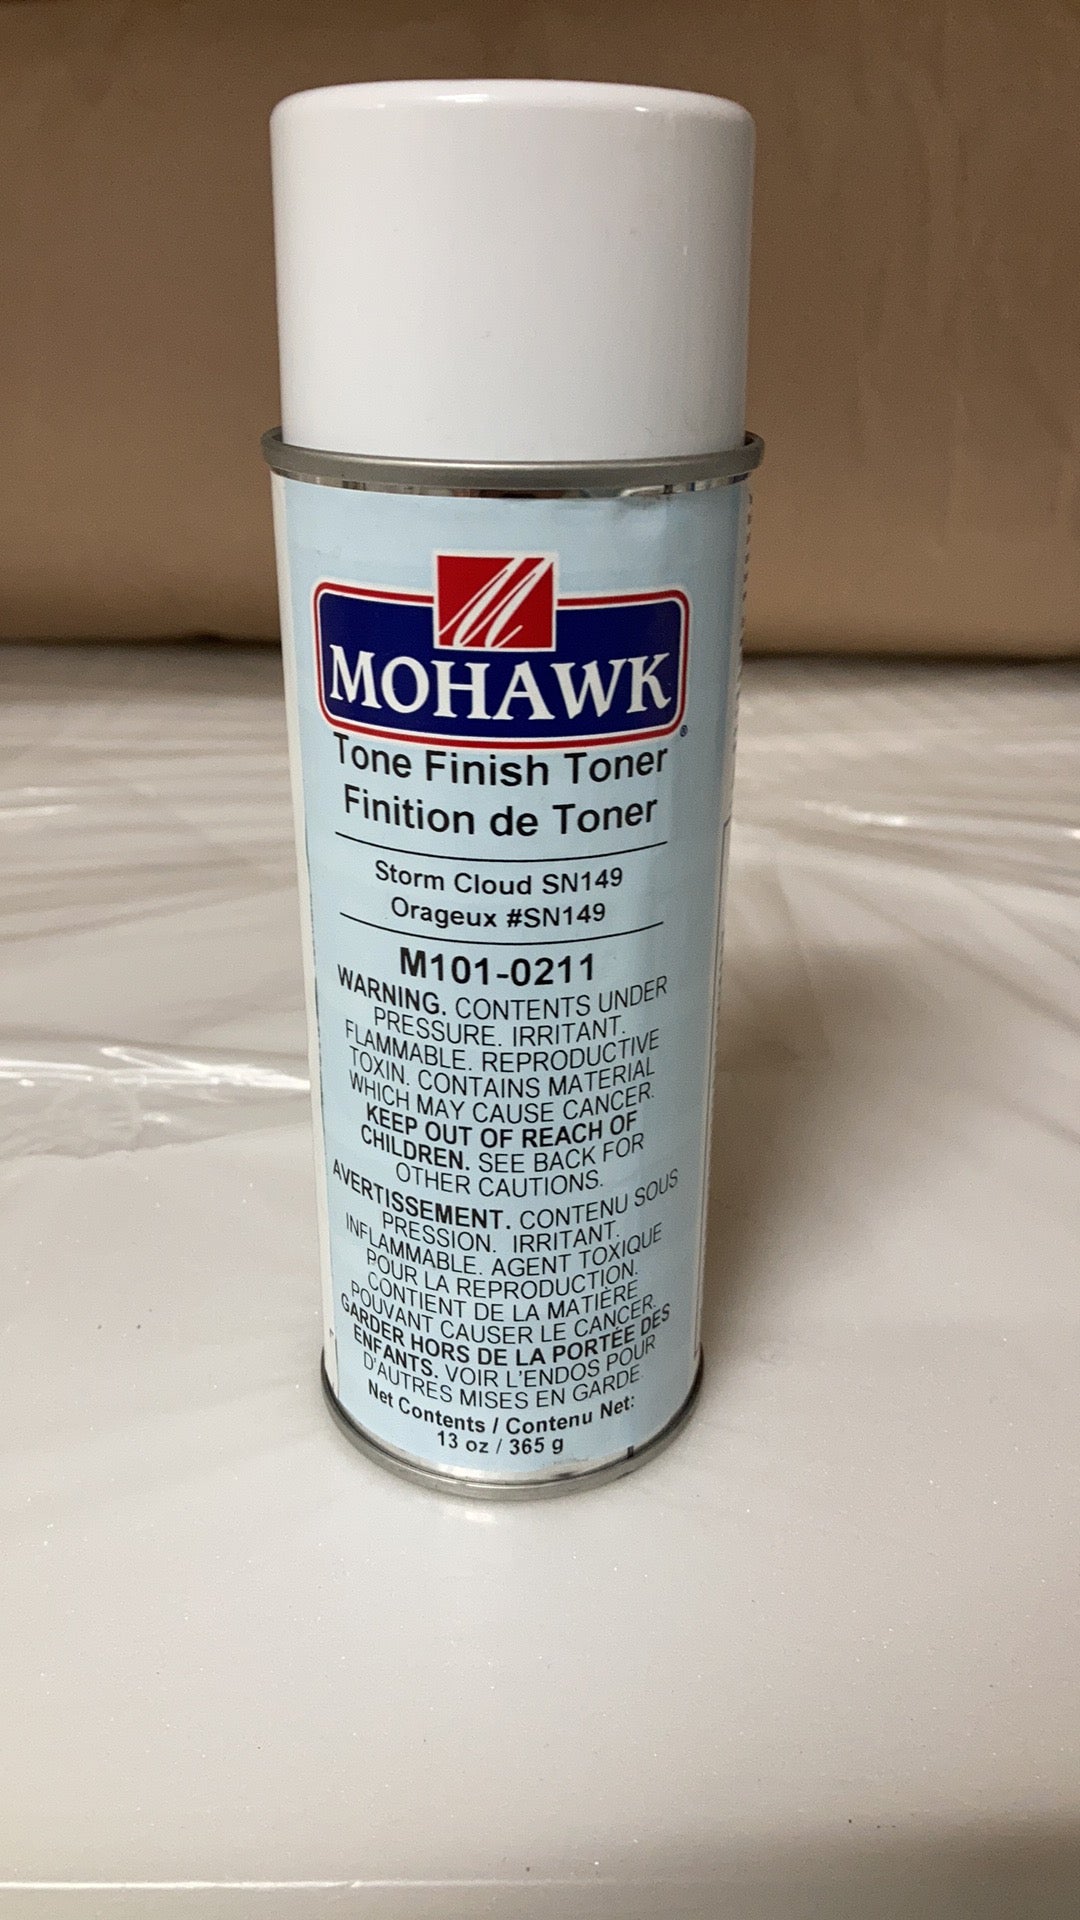 MOHAWK
Tone Finish Toner
Finition de Toner
Storm Cloud SN149
Orageux #SN149
M101-0211
WARNING. CONTENTS UNDER
PRESSURE. IRRITANT.
FLAMMABLE. REPRODUCTIVE
TOXIN. CONTAINS MATERIAL
WHICH MAY CAUSE CANCER.
KEEP OUT OF REACH OF
CHILDREN. SEE BACK FOR
OTHER CAUTIONS.
AVERTISSEMENT. CONTENU SOUS
PRESSION. IRRITANT.
INFLAMMABLE. AGENT TOXIQUE
POUR LA REPRODUCTION.
CONTIENT DE LA MATIÈRE
POUVANT CAUSER LE CANCER.
GARDER HORS DE LA PORTÉE DES
ENFANTS. VOIR L'ENDOS POUR
D'AUTRES MISES EN GARDE.
Net Contents / Contenu Net:
13 oz / 365 g